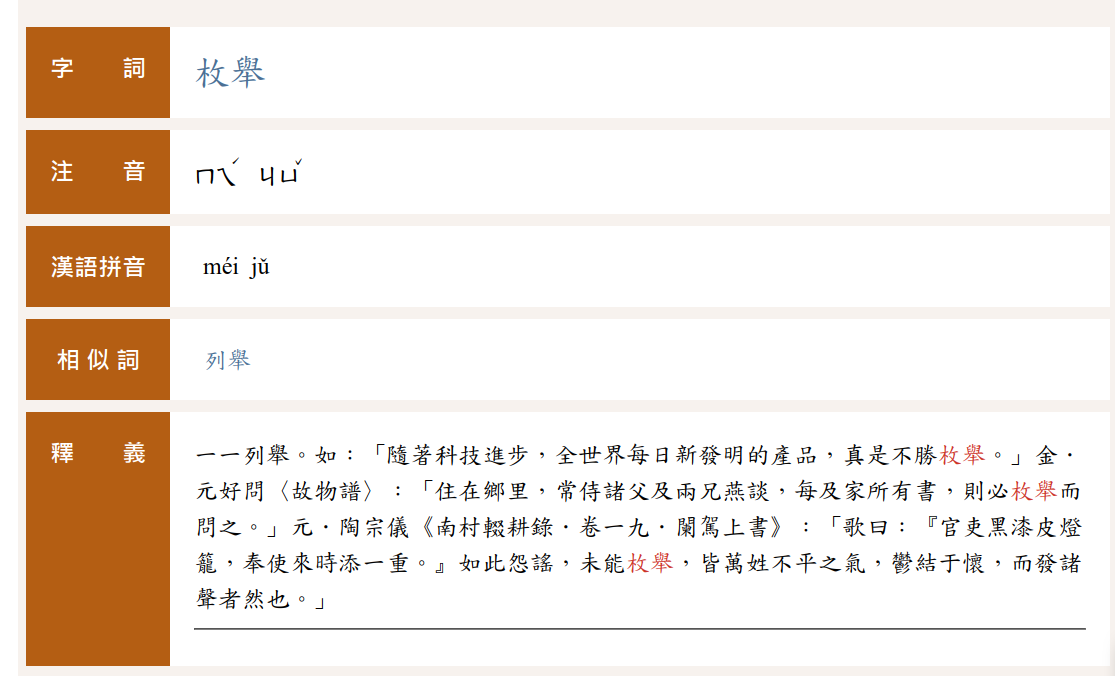 字 詞 枚舉
注 音 ㄇㄟˊ ㄐㄩˇ
漢語拼音 méi jǔ
相似詞 列舉
釋 義 一一列舉。如：「隨著科技進步，全世界每日新發明的產品，真是不勝枚舉。」金．
元好問〈故物譜〉：「住在鄉里，常侍諸父及兩兄燕談，每及家所有書，則必枚舉而
問之。」元．陶宗儀《南村輟耕錄．卷一九．闌駕上書》：「歌曰：『官吏黑漆皮燈
籠，奉使來時添一重。』如此怨謠，未能枚舉，皆萬姓不平之氣，鬱結于懷，而發諸
聲者然也。」